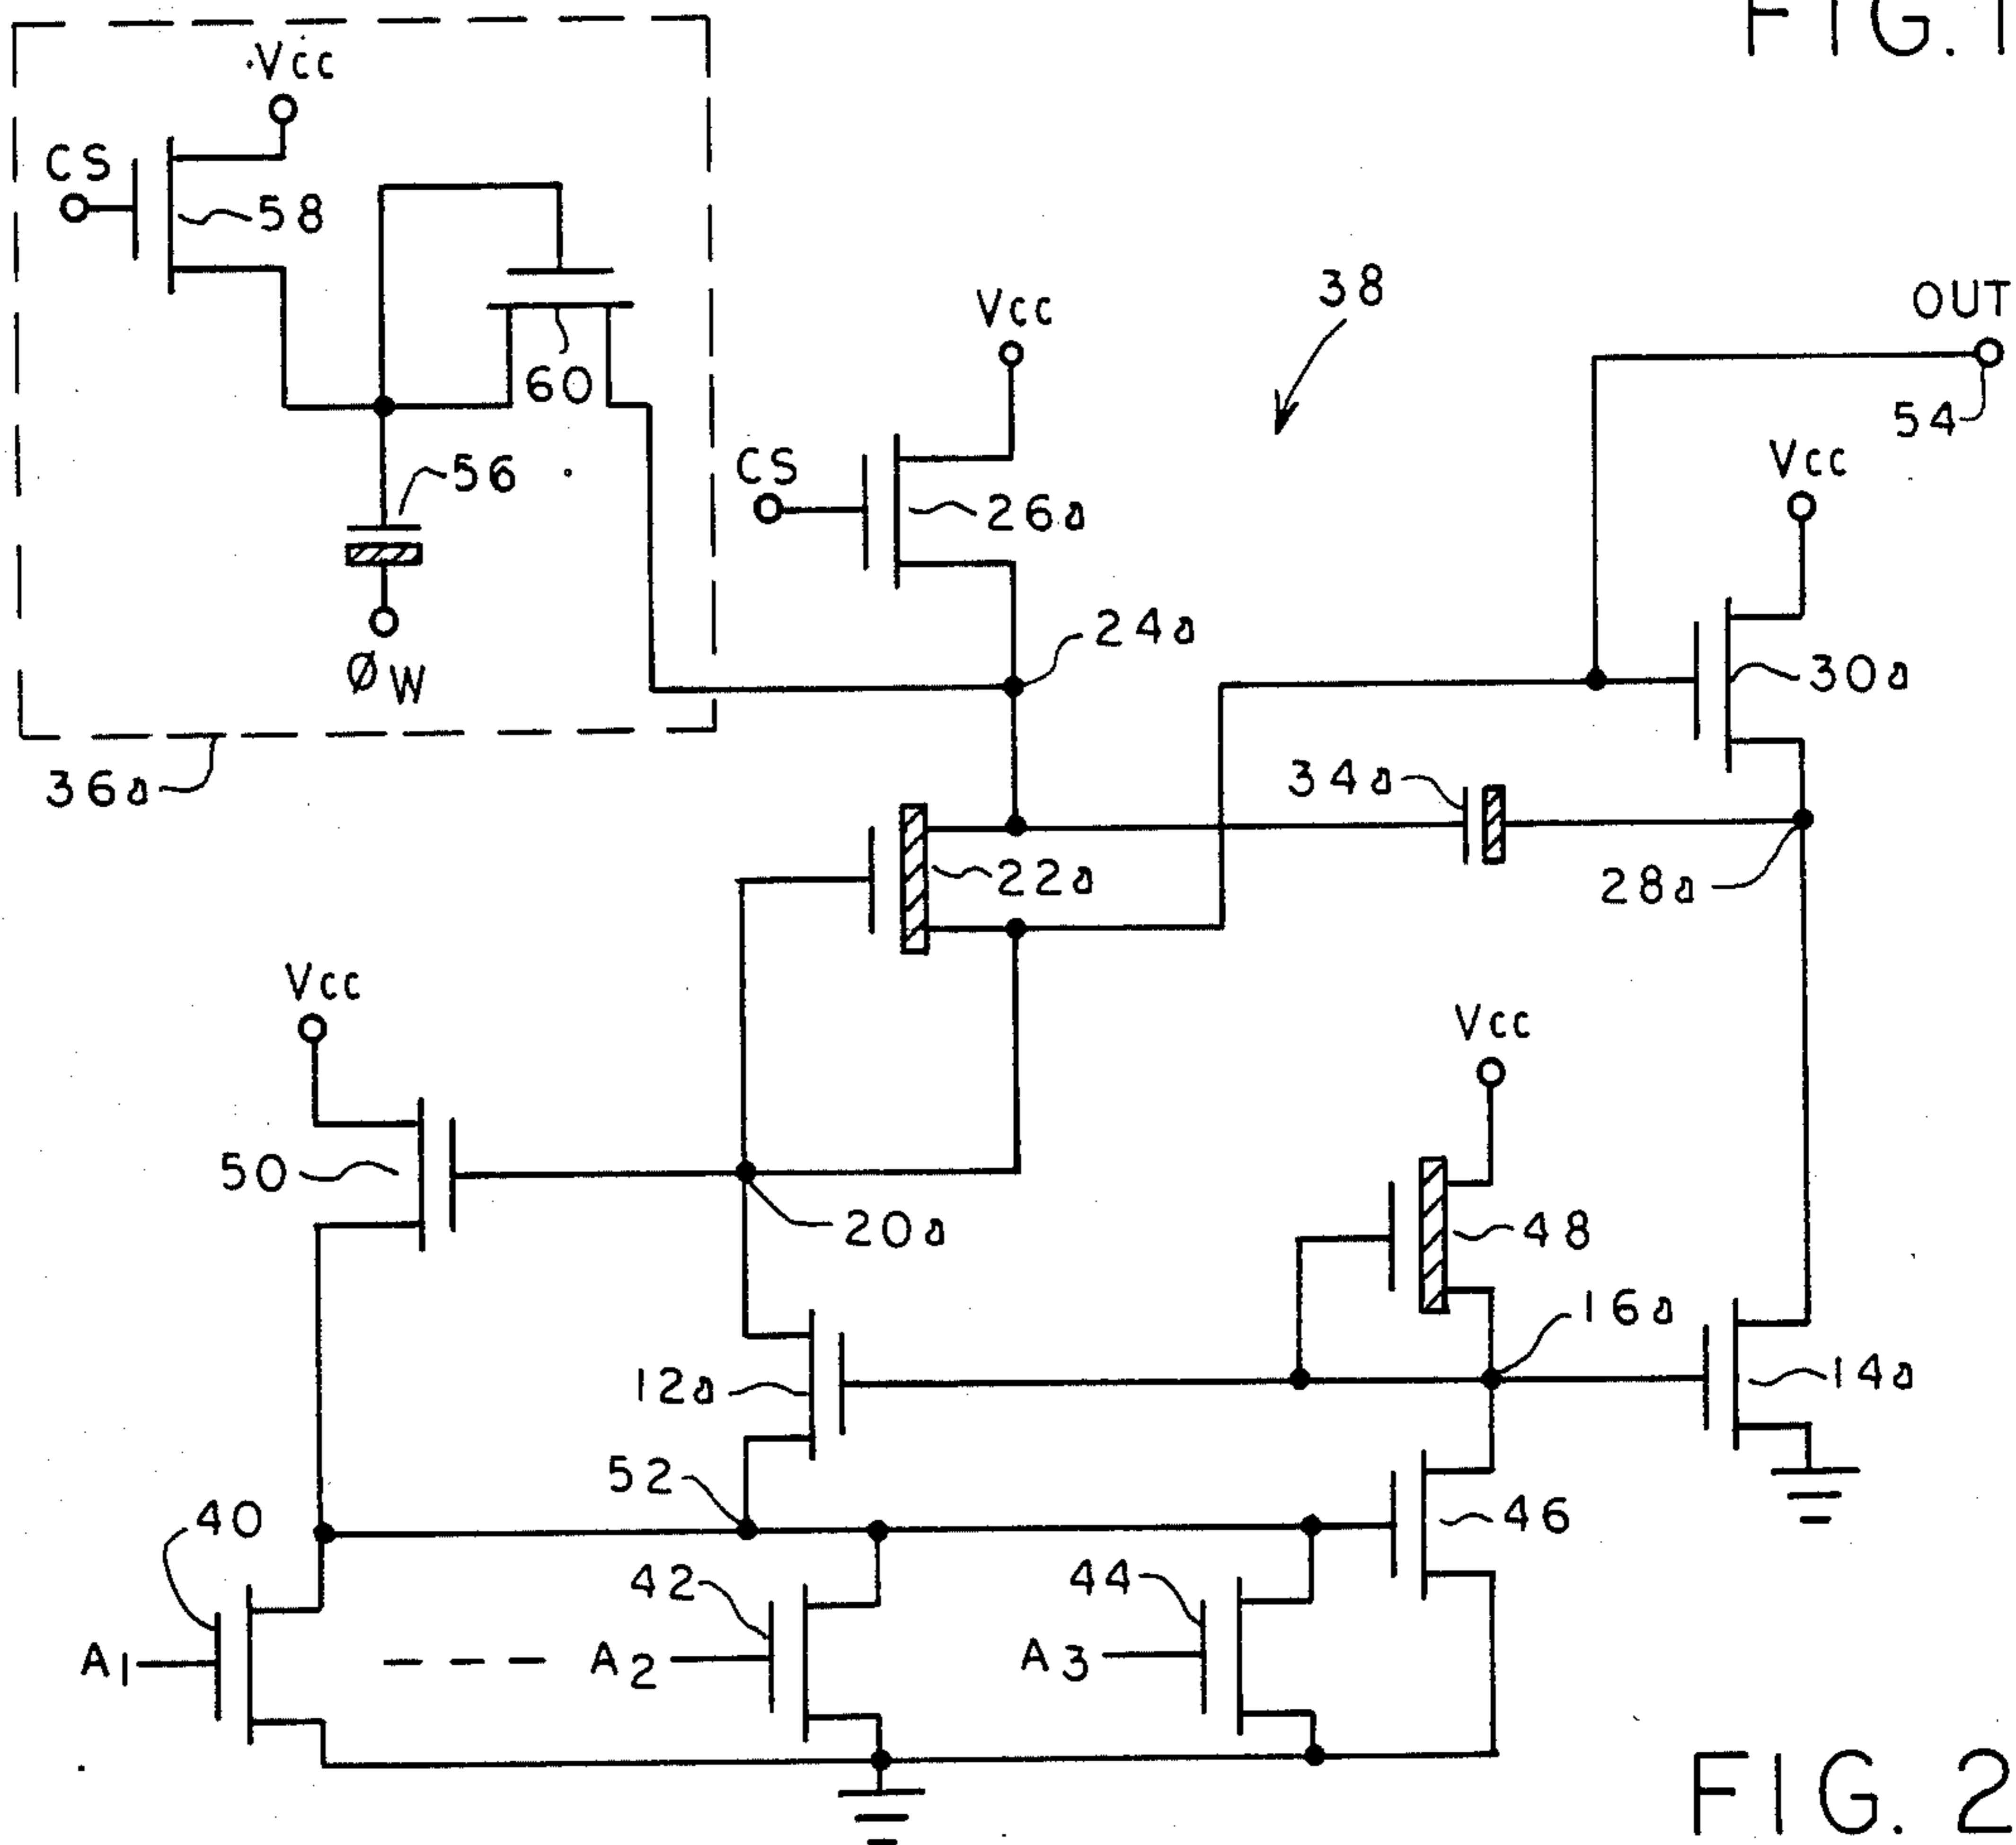 FIG. 1
Vcc
CS
58
60
56
ØW
36a
Vcc
CS
26a
24a
38
OUT
54
Vcc
30a
34a
28a
22a
Vcc
50
20a
Vcc
48
16a
12a
14a
52
40
42
44
46
A1
A2
A3
FIG. 2